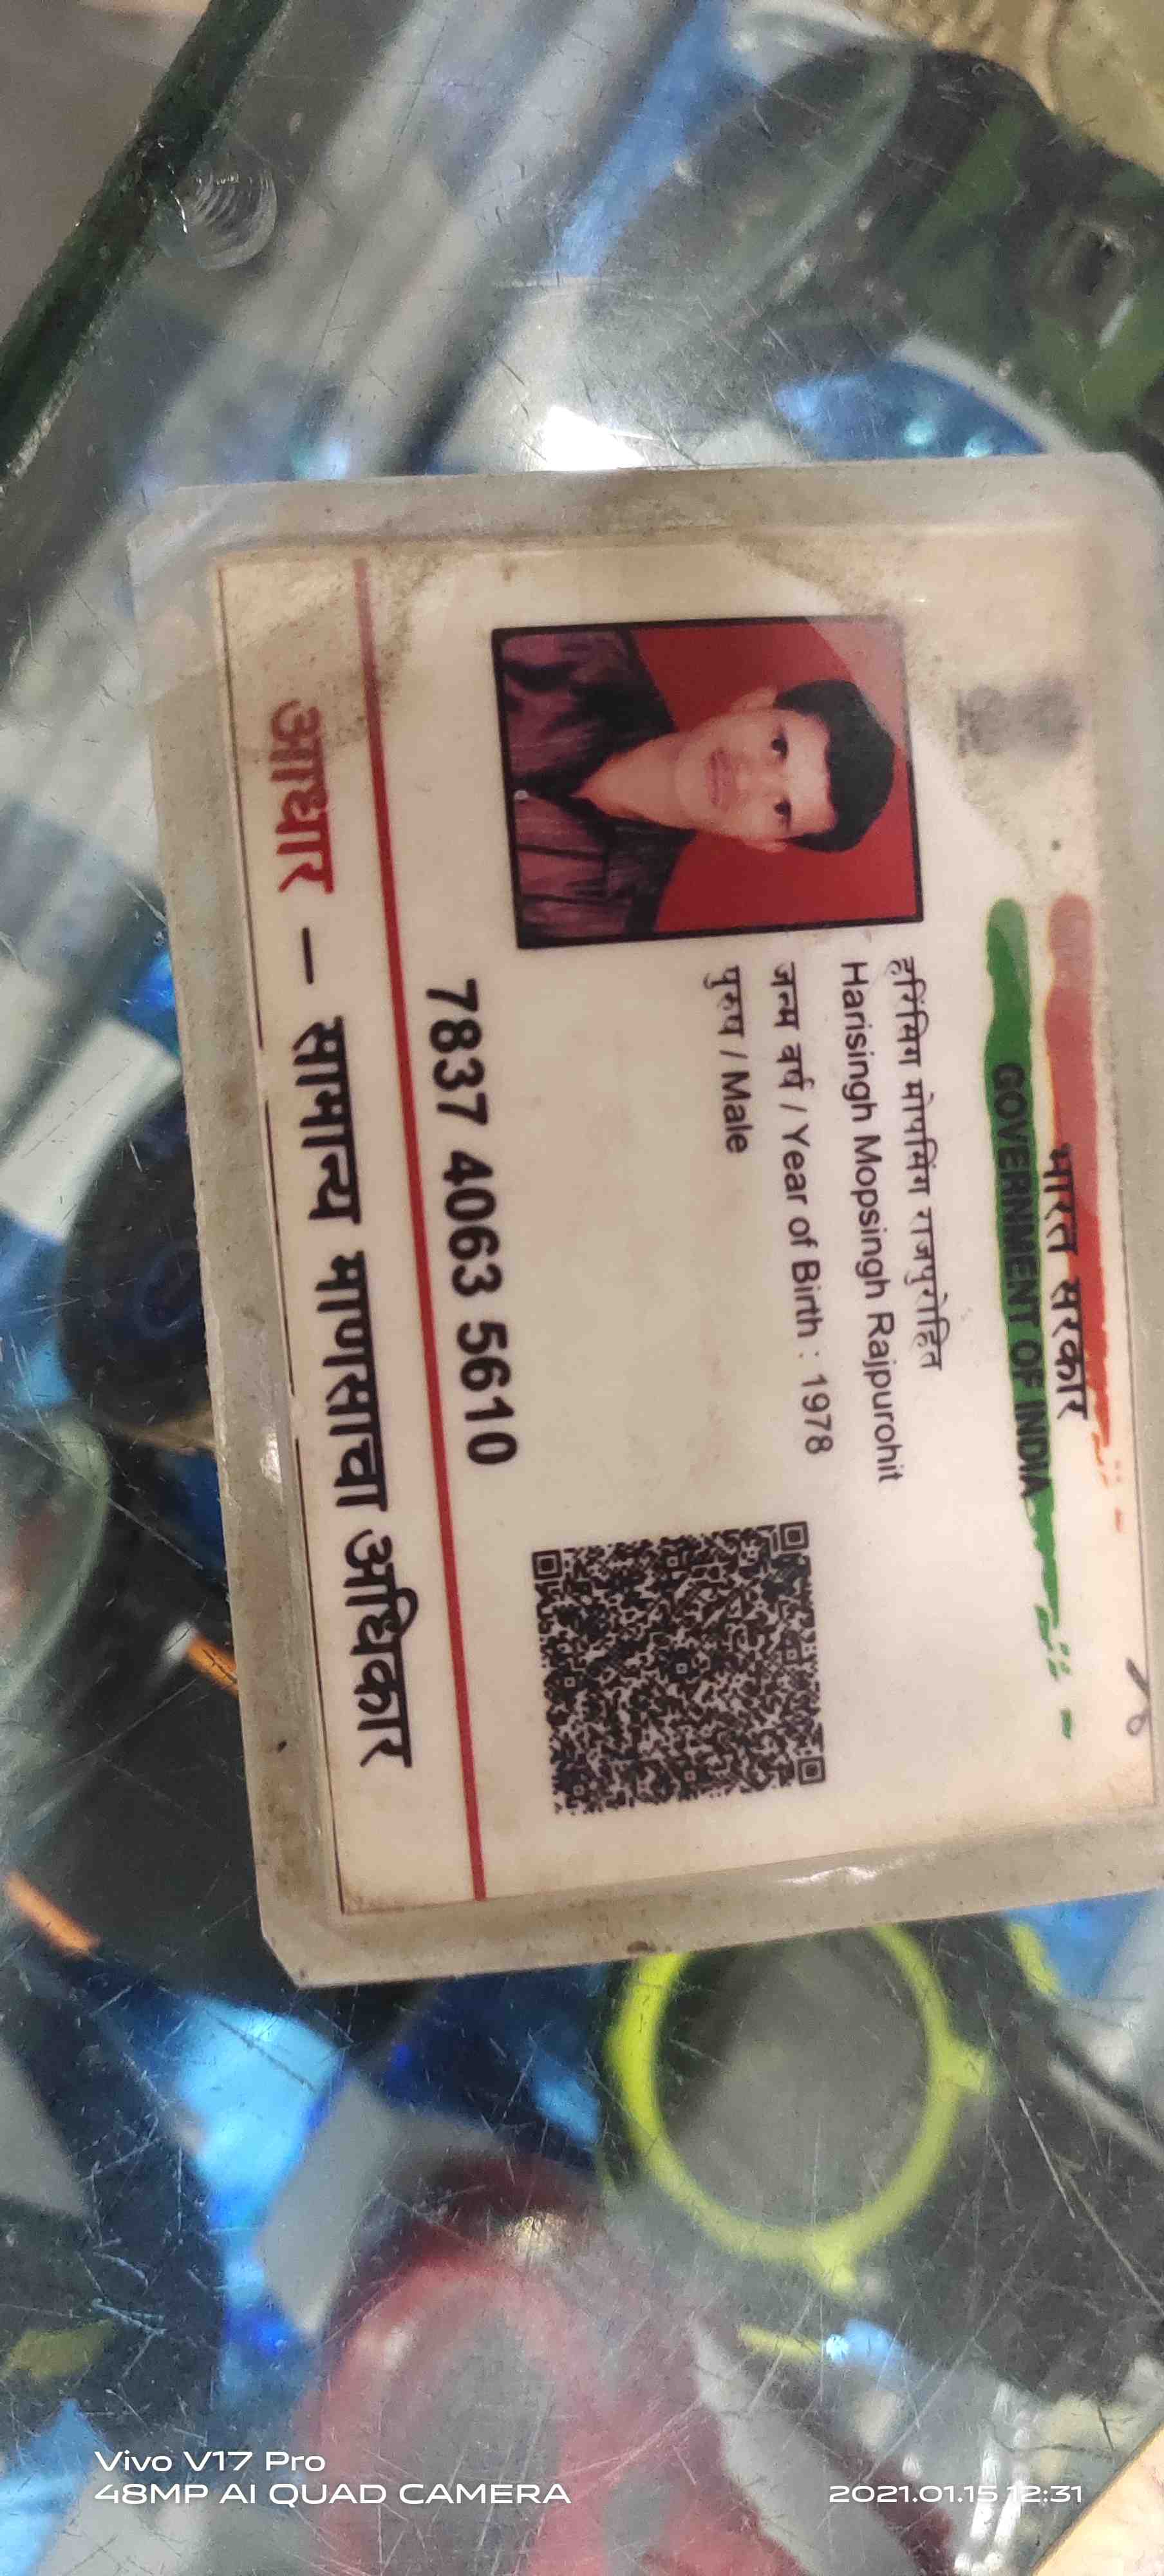 भारत सरकार
GOVERNMENT OF INDIA
हरिसिंग मोपसिंग राजपुरोहित
Harisingh Mopsingh Rajpurohit
जन्म वर्ष / Year of Birth : 1978
पुरुष / Male
7837 4063 5610
आधार – सामान्य माणसाचा अधिकार
Vivo V17 Pro
48MP AI QUAD CAMERA
2021.01.15 12:31